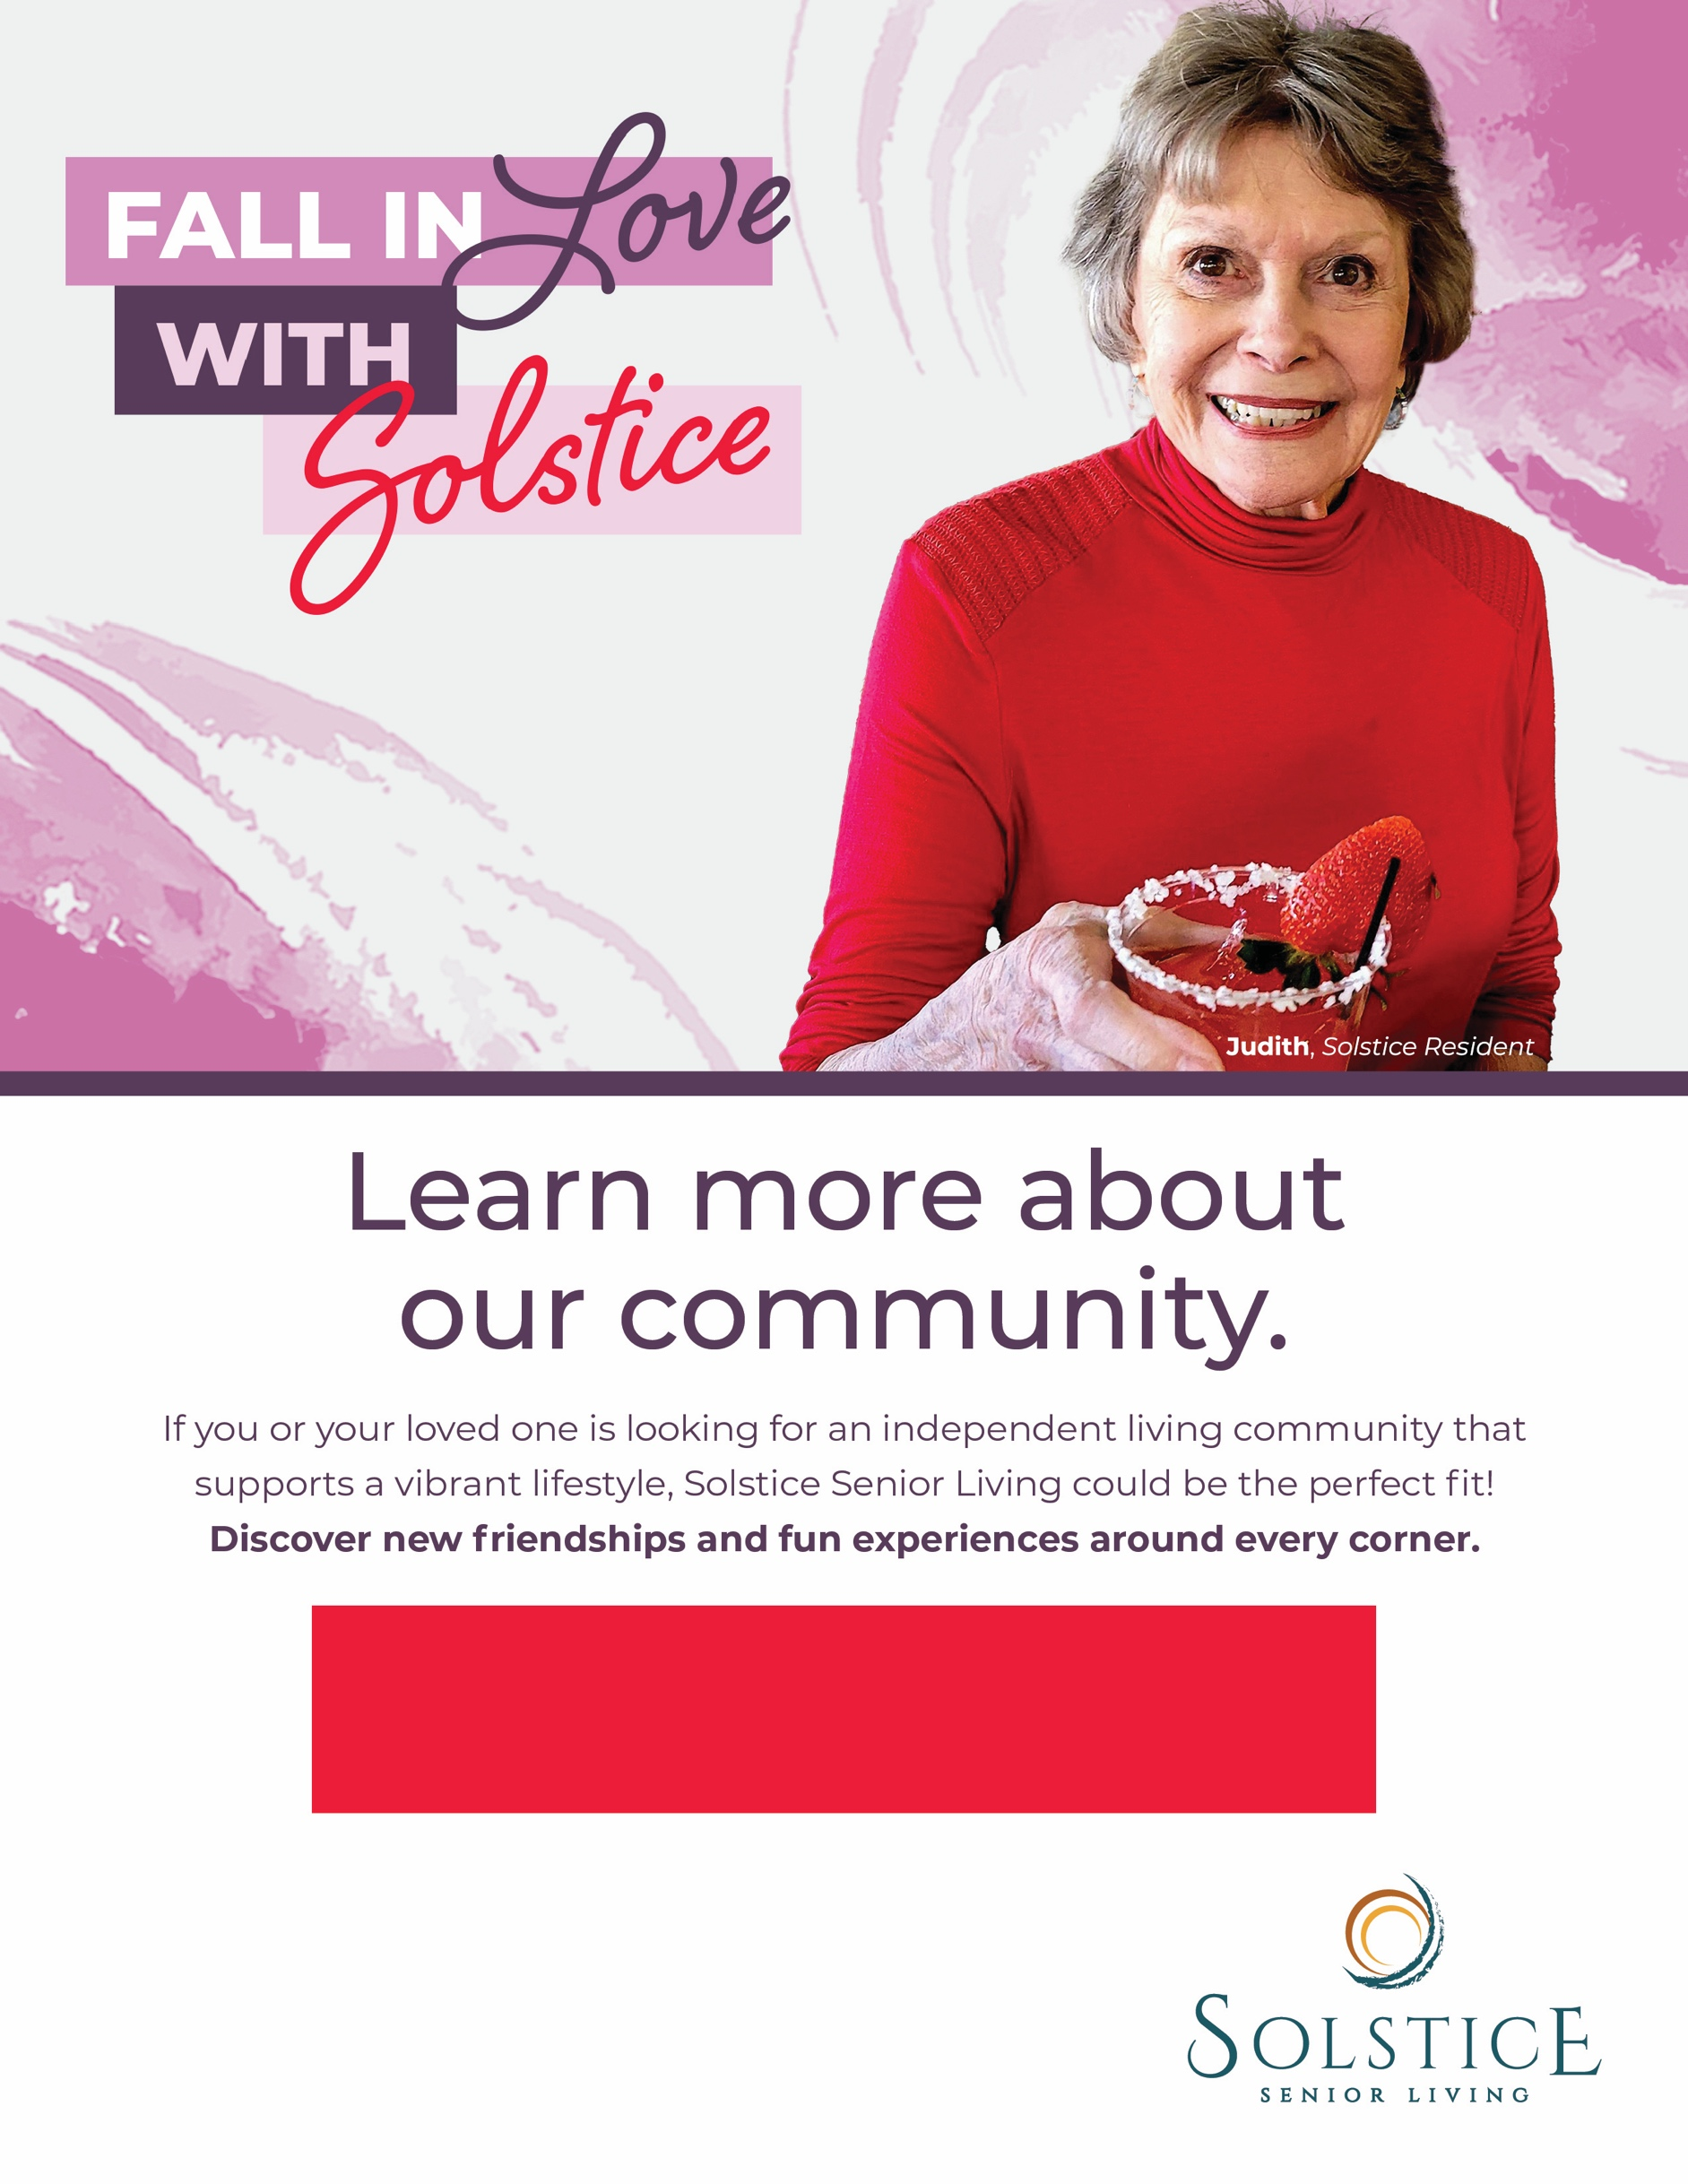 FALL IN Love
WITH
Solstice
Judith, Solstice Resident
Learn more about
our community.
If you or your loved one is looking for an independent living community that
supports a vibrant lifestyle, Solstice Senior Living could be the perfect fit!
Discover new friendships and fun experiences around every corner.
SOLSTICE
SENIOR LIVING